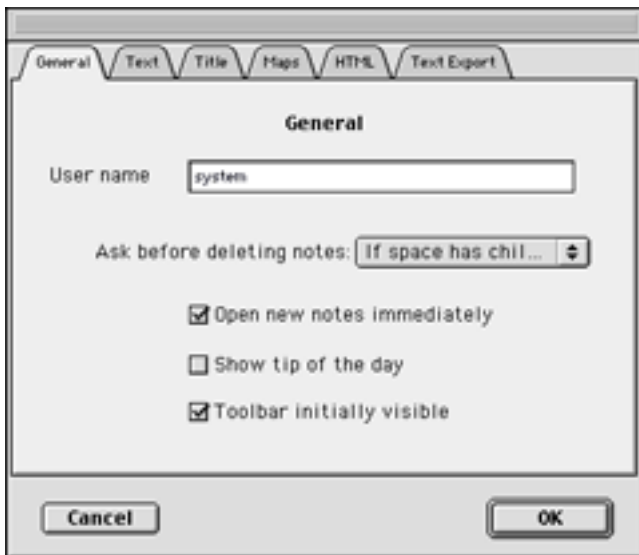 General Text Title Maps HTML Text Export
General
User name system
Ask before deleting notes: If space has chil...
Open new notes immediately
Show tip of the day
Toolbar initially visible
Cancel OK